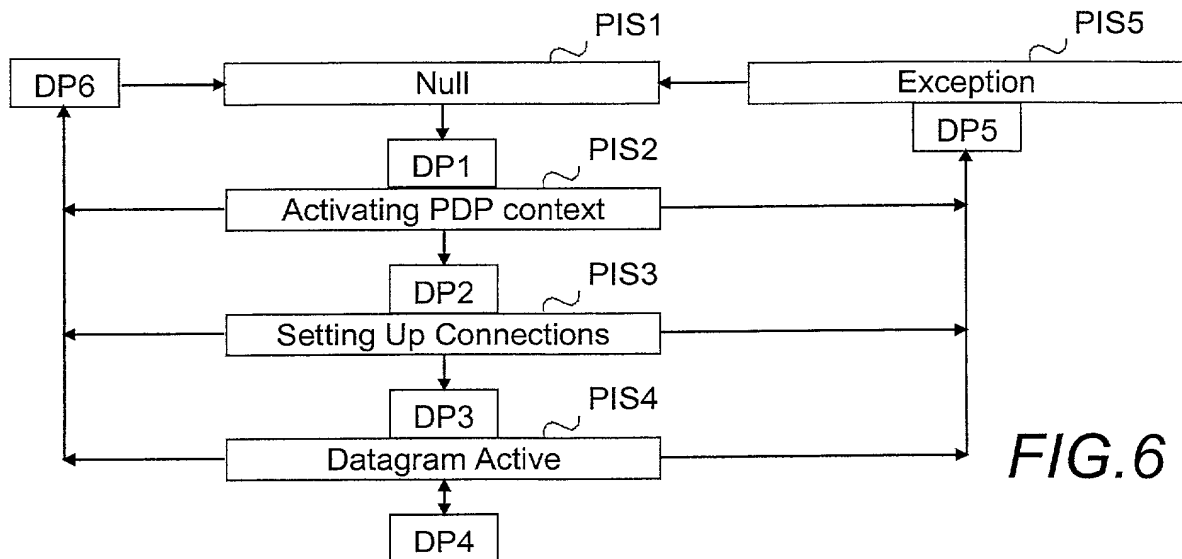 PIS1
PIS5
DP6
Null
Exception
DP1
DP5
PIS2
Activating PDP context
DP2
PIS3
Setting Up Connections
DP3
PIS4
Datagram Active
FIG.6
DP4